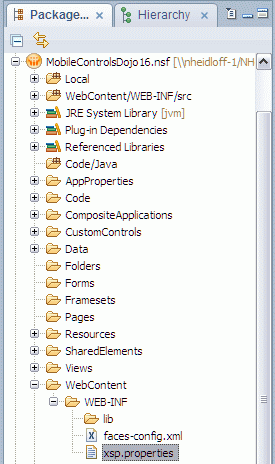 Package...
Hierarchy
MobileControlsDojo16.nsf [\\nheidloff-1/NH
Local
WebContent/WEB-INF/src
JRE System Library [jvm]
Plug-in Dependencies
Referenced Libraries
Code/Java
AppProperties
Code
CompositeApplications
CustomControls
Data
Folders
Forms
Framesets
Pages
Resources
SharedElements
Views
WebContent
WEB-INF
lib
faces-config.xml
xsp.properties